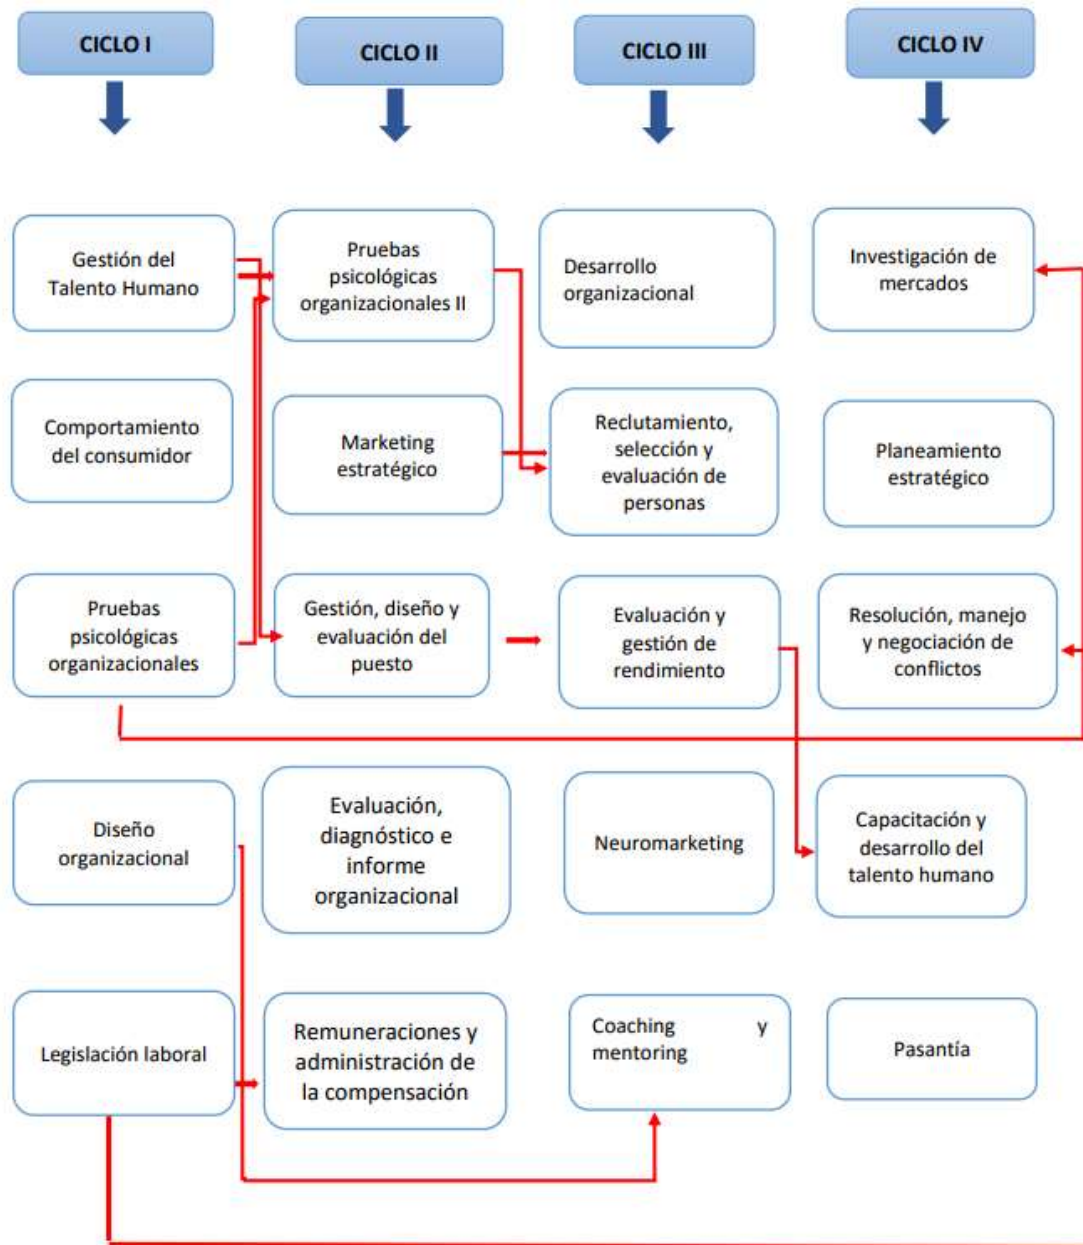 CICLO I
CICLO II
CICLO III
CICLO IV
Gestión del
Talento Humano
Pruebas
psicológicas
organizacionales II
Desarrollo
organizacional
Investigación de
mercados
Comportamiento
del consumidor
Marketing
estratégico
Reclutamiento,
selección y
evaluación de
personas
Planeamiento
estratégico
Pruebas
psicológicas
organizacionales
Gestión, diseño y
evaluación del
puesto
Evaluación y
gestión de
rendimiento
Resolución, manejo
y negociación de
conflictos
Diseño
organizacional
Evaluación,
diagnóstico e
informe
organizacional
Neuromarketing
Capacitación y
desarrollo del
talento humano
Legislación laboral
Remuneraciones y
administración de
la compensación
Coaching y
mentoring
Pasantía